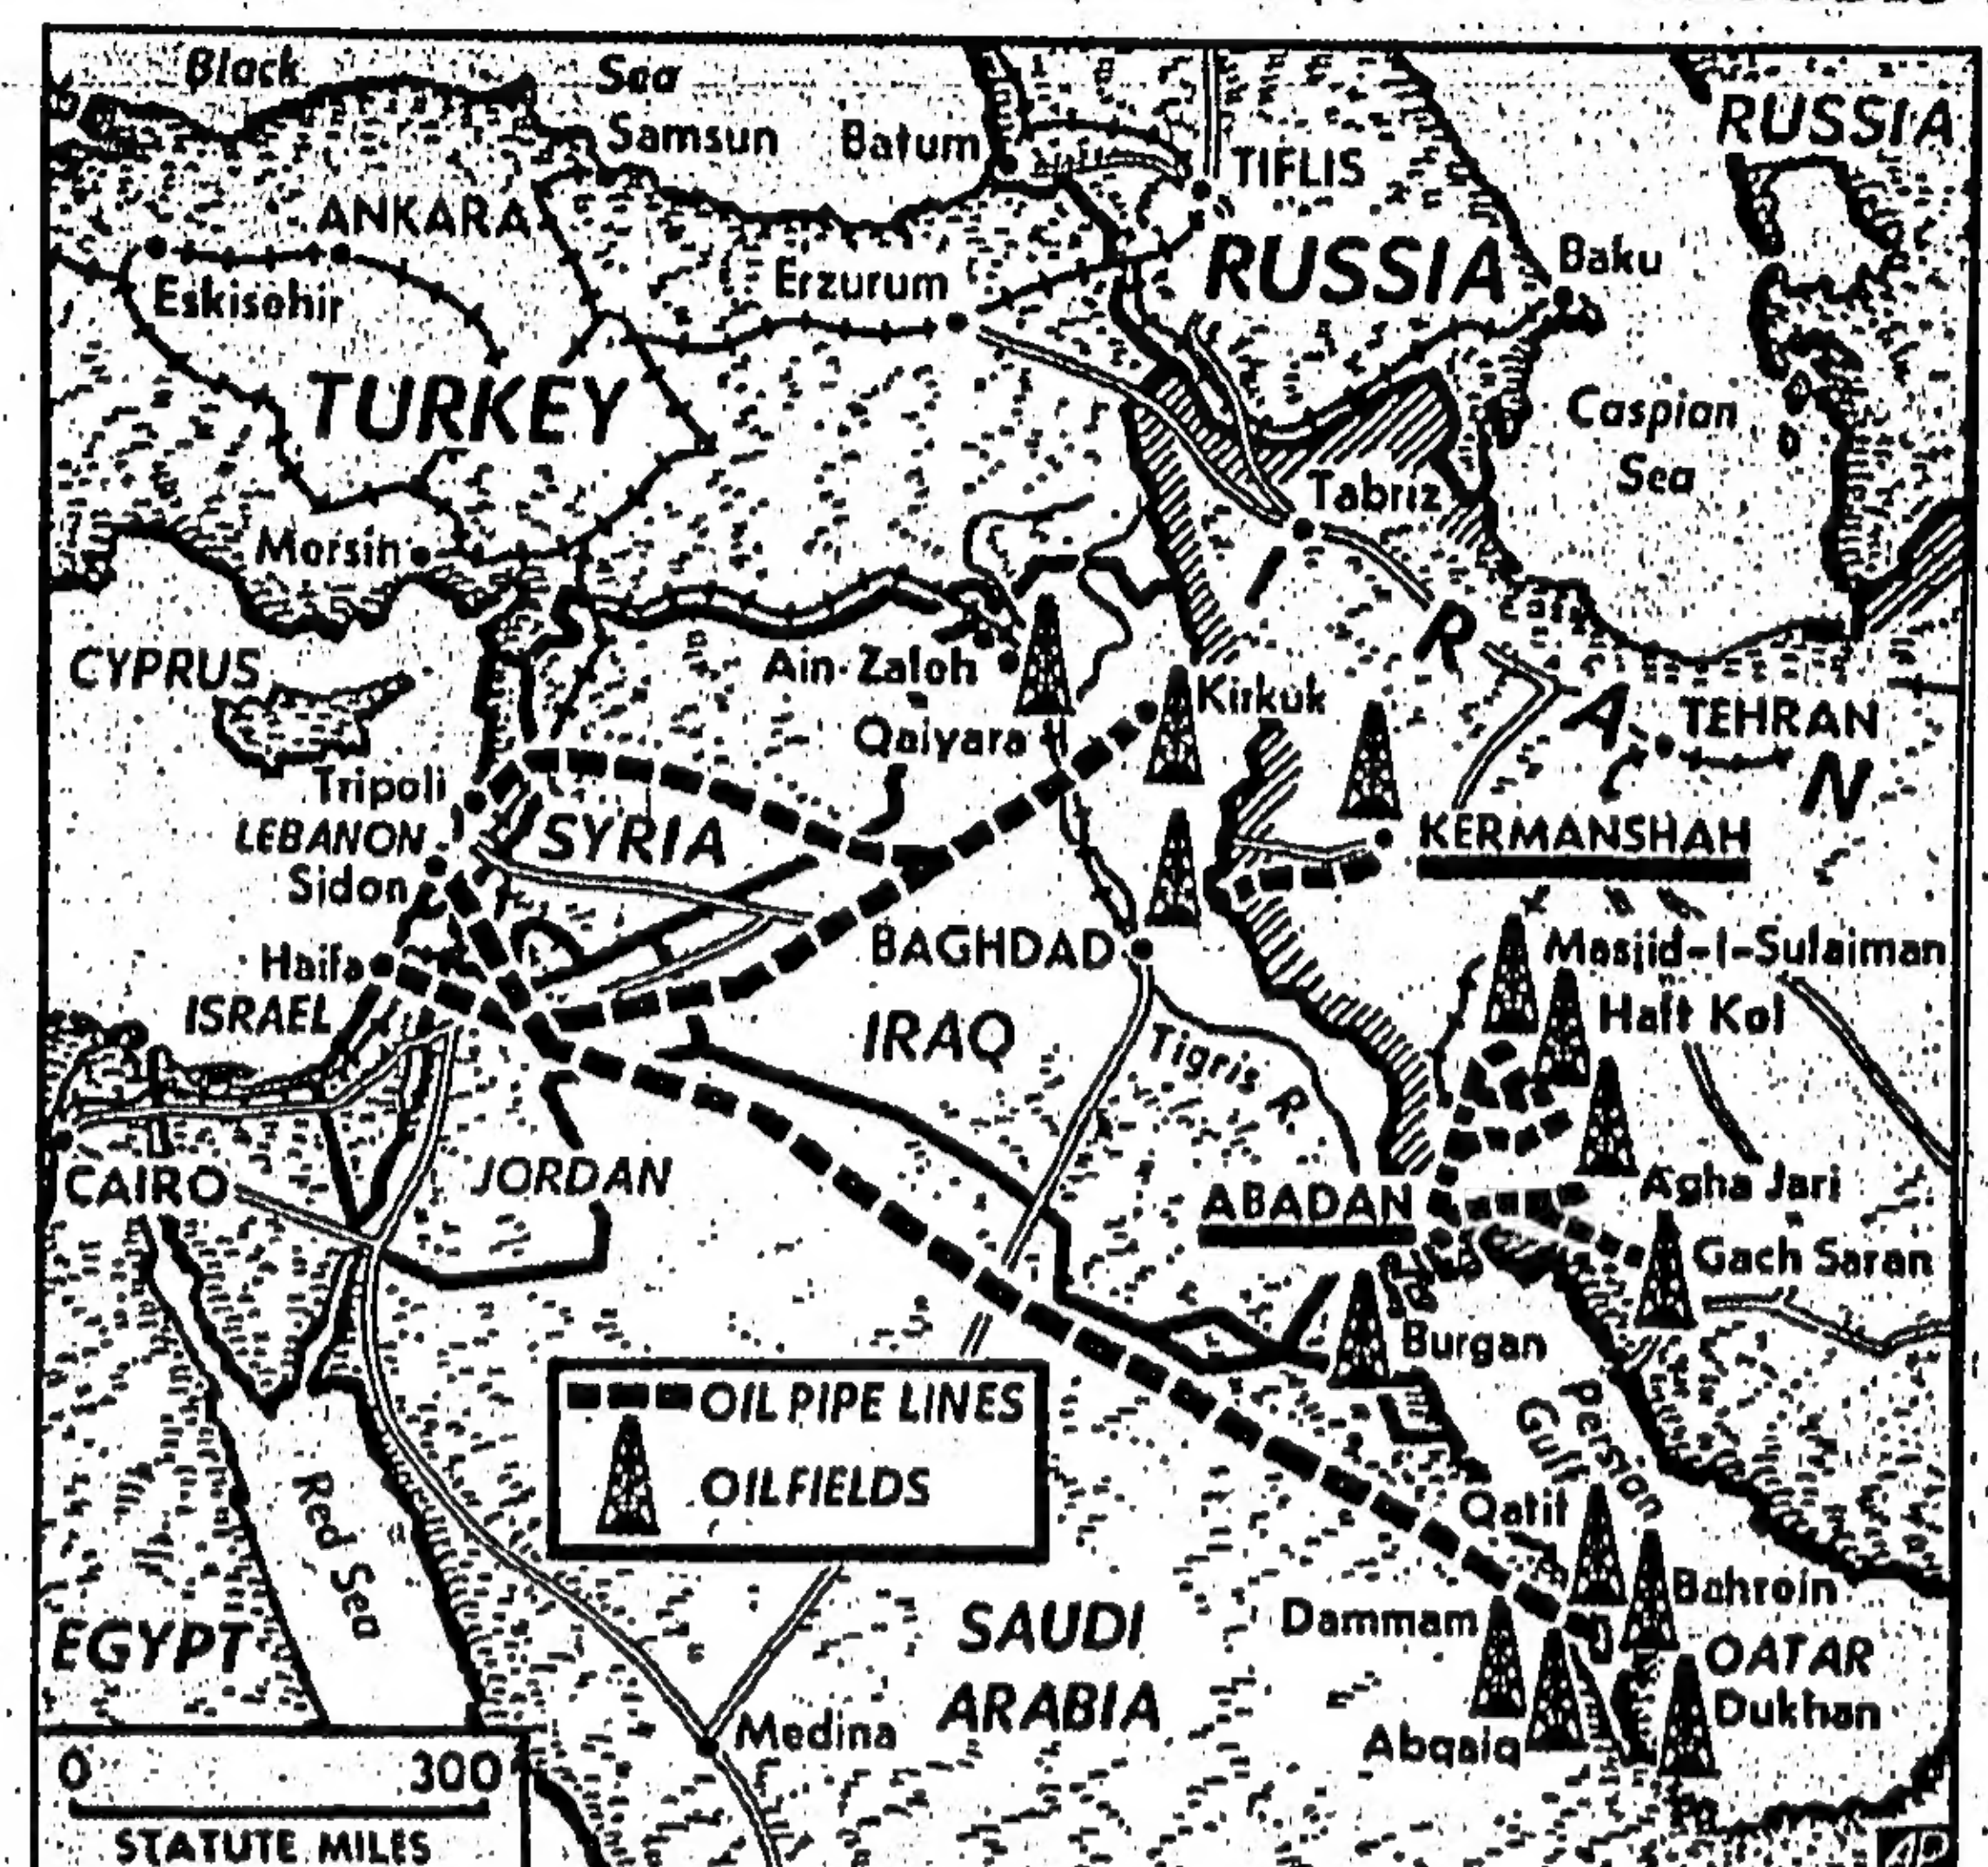 Black Sea
RUSSIA
Samsun
Batum
TIFLIS
ANKARA
RUSSIA
Baku
Erzurum
Eskisehir
TURKEY
Caspian
Sea
Tabriz
Morsin
I R A N
CYPRUS
Ain-Zaleh
Kirkuk
TEHRAN
Qaiyara
Tripoli
LEBANON
SYRIA
KERMANSHAH
Sidon
BAGHDAD
Masjid-I-Sulaiman
Haifa
Haft Kel
ISRAEL
IRAQ
Tigris R.
CAIRO
JORDAN
ABADAN
Agha Jari
Gach Saran
Burgan
OIL PIPE LINES
OILFIELDS
Persian
Gulf
Qatif
Red Sea
Bahrein
EGYPT
SAUDI
ARABIA
Dammam
QATAR
Dukhan
Medina
Abqaiq
0 300
STATUTE MILES
AP